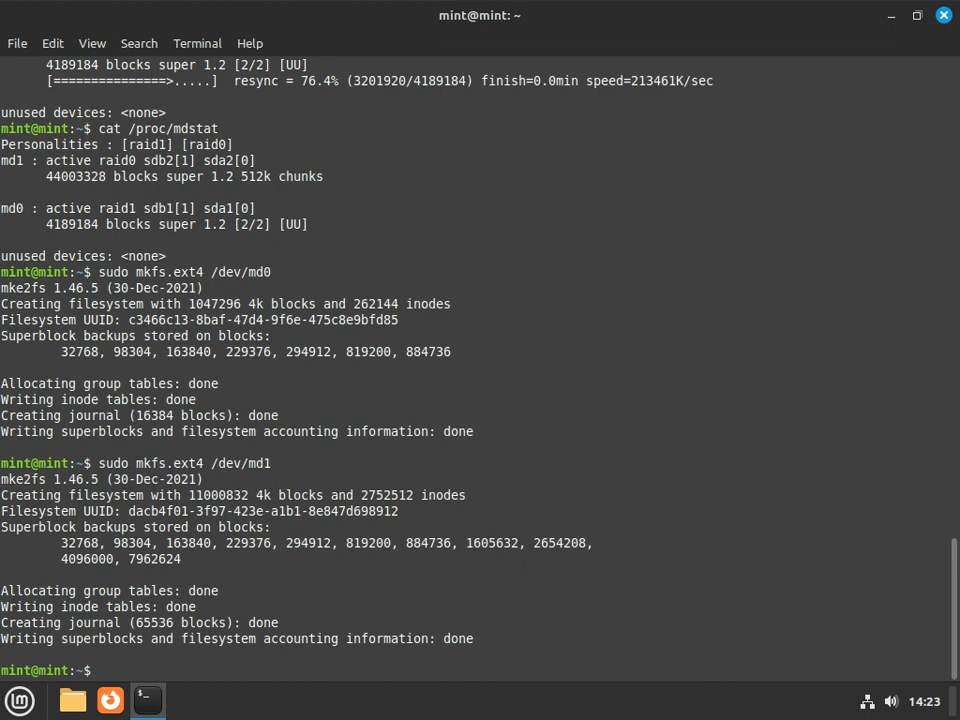 mint@mint: ~
File Edit View Search Terminal Help
4189184 blocks super 1.2 [2/2] [UU]
[===============>.....] resync = 76.4% (3201920/4189184) finish=0.0min speed=213461K/sec
unused devices: <none>
mint@mint:~$ cat /proc/mdstat
Personalities : [raid1] [raid0]
md1 : active raid0 sdb2[1] sda2[0]
44003328 blocks super 1.2 512k chunks
md0 : active raid1 sdb1[1] sda1[0]
4189184 blocks super 1.2 [2/2] [UU]
unused devices: <none>
mint@mint:~$ sudo mkfs.ext4 /dev/md0
mke2fs 1.46.5 (30-Dec-2021)
Creating filesystem with 1047296 4k blocks and 262144 inodes
Filesystem UUID: c3466c13-8baf-47d4-9f6e-475c8e9bfd85
Superblock backups stored on blocks:
32768, 98304, 163840, 229376, 294912, 819200, 884736
Allocating group tables: done
Writing inode tables: done
Creating journal (16384 blocks): done
Writing superblocks and filesystem accounting information: done
mint@mint:~$ sudo mkfs.ext4 /dev/md1
mke2fs 1.46.5 (30-Dec-2021)
Creating filesystem with 11000832 4k blocks and 2752512 inodes
Filesystem UUID: dacb4f01-3f97-423e-a1b1-8e847d698912
Superblock backups stored on blocks:
32768, 98304, 163840, 229376, 294912, 819200, 884736, 1605632, 2654208,
4096000, 7962624
Allocating group tables: done
Writing inode tables: done
Creating journal (65536 blocks): done
Writing superblocks and filesystem accounting information: done
mint@mint:~$
$_
14:23